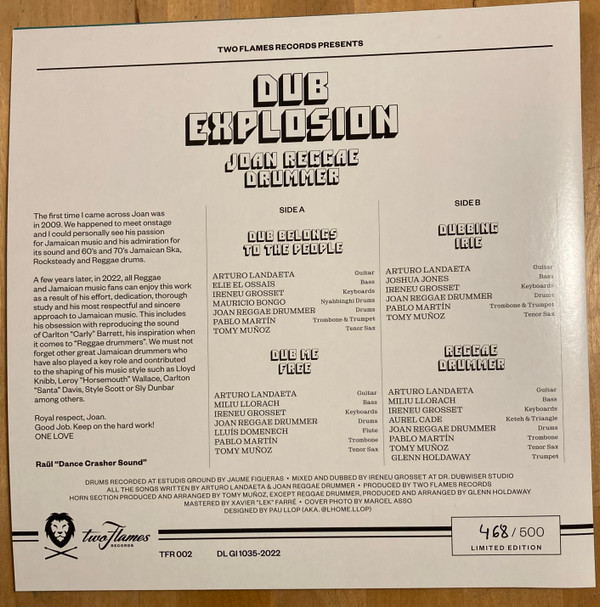 TWO FLAMES RECORDS PRESENTS
DUB
EXPLOSION
JOAN REGGAE
DRUMMER
The first time I came across Joan was
in 2009. We happened to meet onstage
and I could personally see his passion
for Jamaican music and his admiration for
its sound and 60's and 70's Jamaican Ska,
Rocksteady and Reggae drums.
A few years later, in 2022, all Reggae
and Jamaican music fans can enjoy this work
as a result of his effort, dedication, thorough
study and his most respectful and sincere
approach to Jamaican music. This includes
his obsession with reproducing the sound
of Carlton "Carly" Barrett, his inspiration when
it comes to "Reggae drummers". We must not
forget other great Jamaican drummers who
have also played a key role and contributed
to the shaping of his music style such as Lloyd
Knibb, Leroy "Horsemouth" Wallace, Carlton
"Santa" Davis, Style Scott or Sly Dunbar
among others.
Royal respect, Joan.
Good Job. Keep on the hard work!
ONE LOVE
Raül "Dance Crasher Sound"
SIDE A
DUB BELONGS
TO THE PEOPLE
ARTURO LANDAETA Guitar
ELIE EL OSSAIS Bass
IRENEU GROSSET Keyboards
MAURICIO BONGO Nyahbinghi Drums
JOAN REGGAE DRUMMER Drums
PABLO MARTÍN Trombone & Trumpet
TOMY MUÑOZ Tenor Sax
DUB ME
FREE
ARTURO LANDAETA Guitar
MILIU LLORACH Bass
IRENEU GROSSET Keyboards
JOAN REGGAE DRUMMER Drums
LLUÍS DOMENECH Flute
PABLO MARTÍN Trombone
TOMY MUÑOZ Tenor Sax
SIDE B
DUBBING
IRIE
ARTURO LANDAETA Guitar
JOSHUA JONES Bass
IRENEU GROSSET Keyboards
JOAN REGGAE DRUMMER Drums
PABLO MARTÍN Trombone & Trumpet
TOMY MUÑOZ Tenor Sax
REGGAE
DRUMMER
ARTURO LANDAETA Guitar
MILIU LLORACH Bass
IRENEU GROSSET Keyboards
AUREL CADE Keteh & Triangle
JOAN REGGAE DRUMMER Drums
PABLO MARTÍN Trombone
TOMY MUÑOZ Tenor Sax
GLENN HOLDAWAY Trumpet
DRUMS RECORDED AT ESTUDIS GROUND BY JAUME FIGUERAS • MIXED AND DUBBED BY IRENEU GROSSET AT DR. DUBWISER STUDIO
ALL THE SONGS WRITTEN BY ARTURO LANDAETA & JOAN REGGAE DRUMMER • PRODUCED BY TWO FLAMES RECORDS
HORN SECTION PRODUCED AND ARRANGED BY TOMY MUÑOZ, EXCEPT REGGAE DRUMMER, PRODUCED AND ARRANGED BY GLENN HOLDAWAY
MASTERED BY XAVIER "LEK" FARRÉ • COVER PHOTO BY MARCEL ASSO
DESIGNED BY PAU LLOP (AKA. @LHOME.LLOP)
two Flames
RECORDS
TFR 002 DL GI 1035-2022
468 / 500
LIMITED EDITION